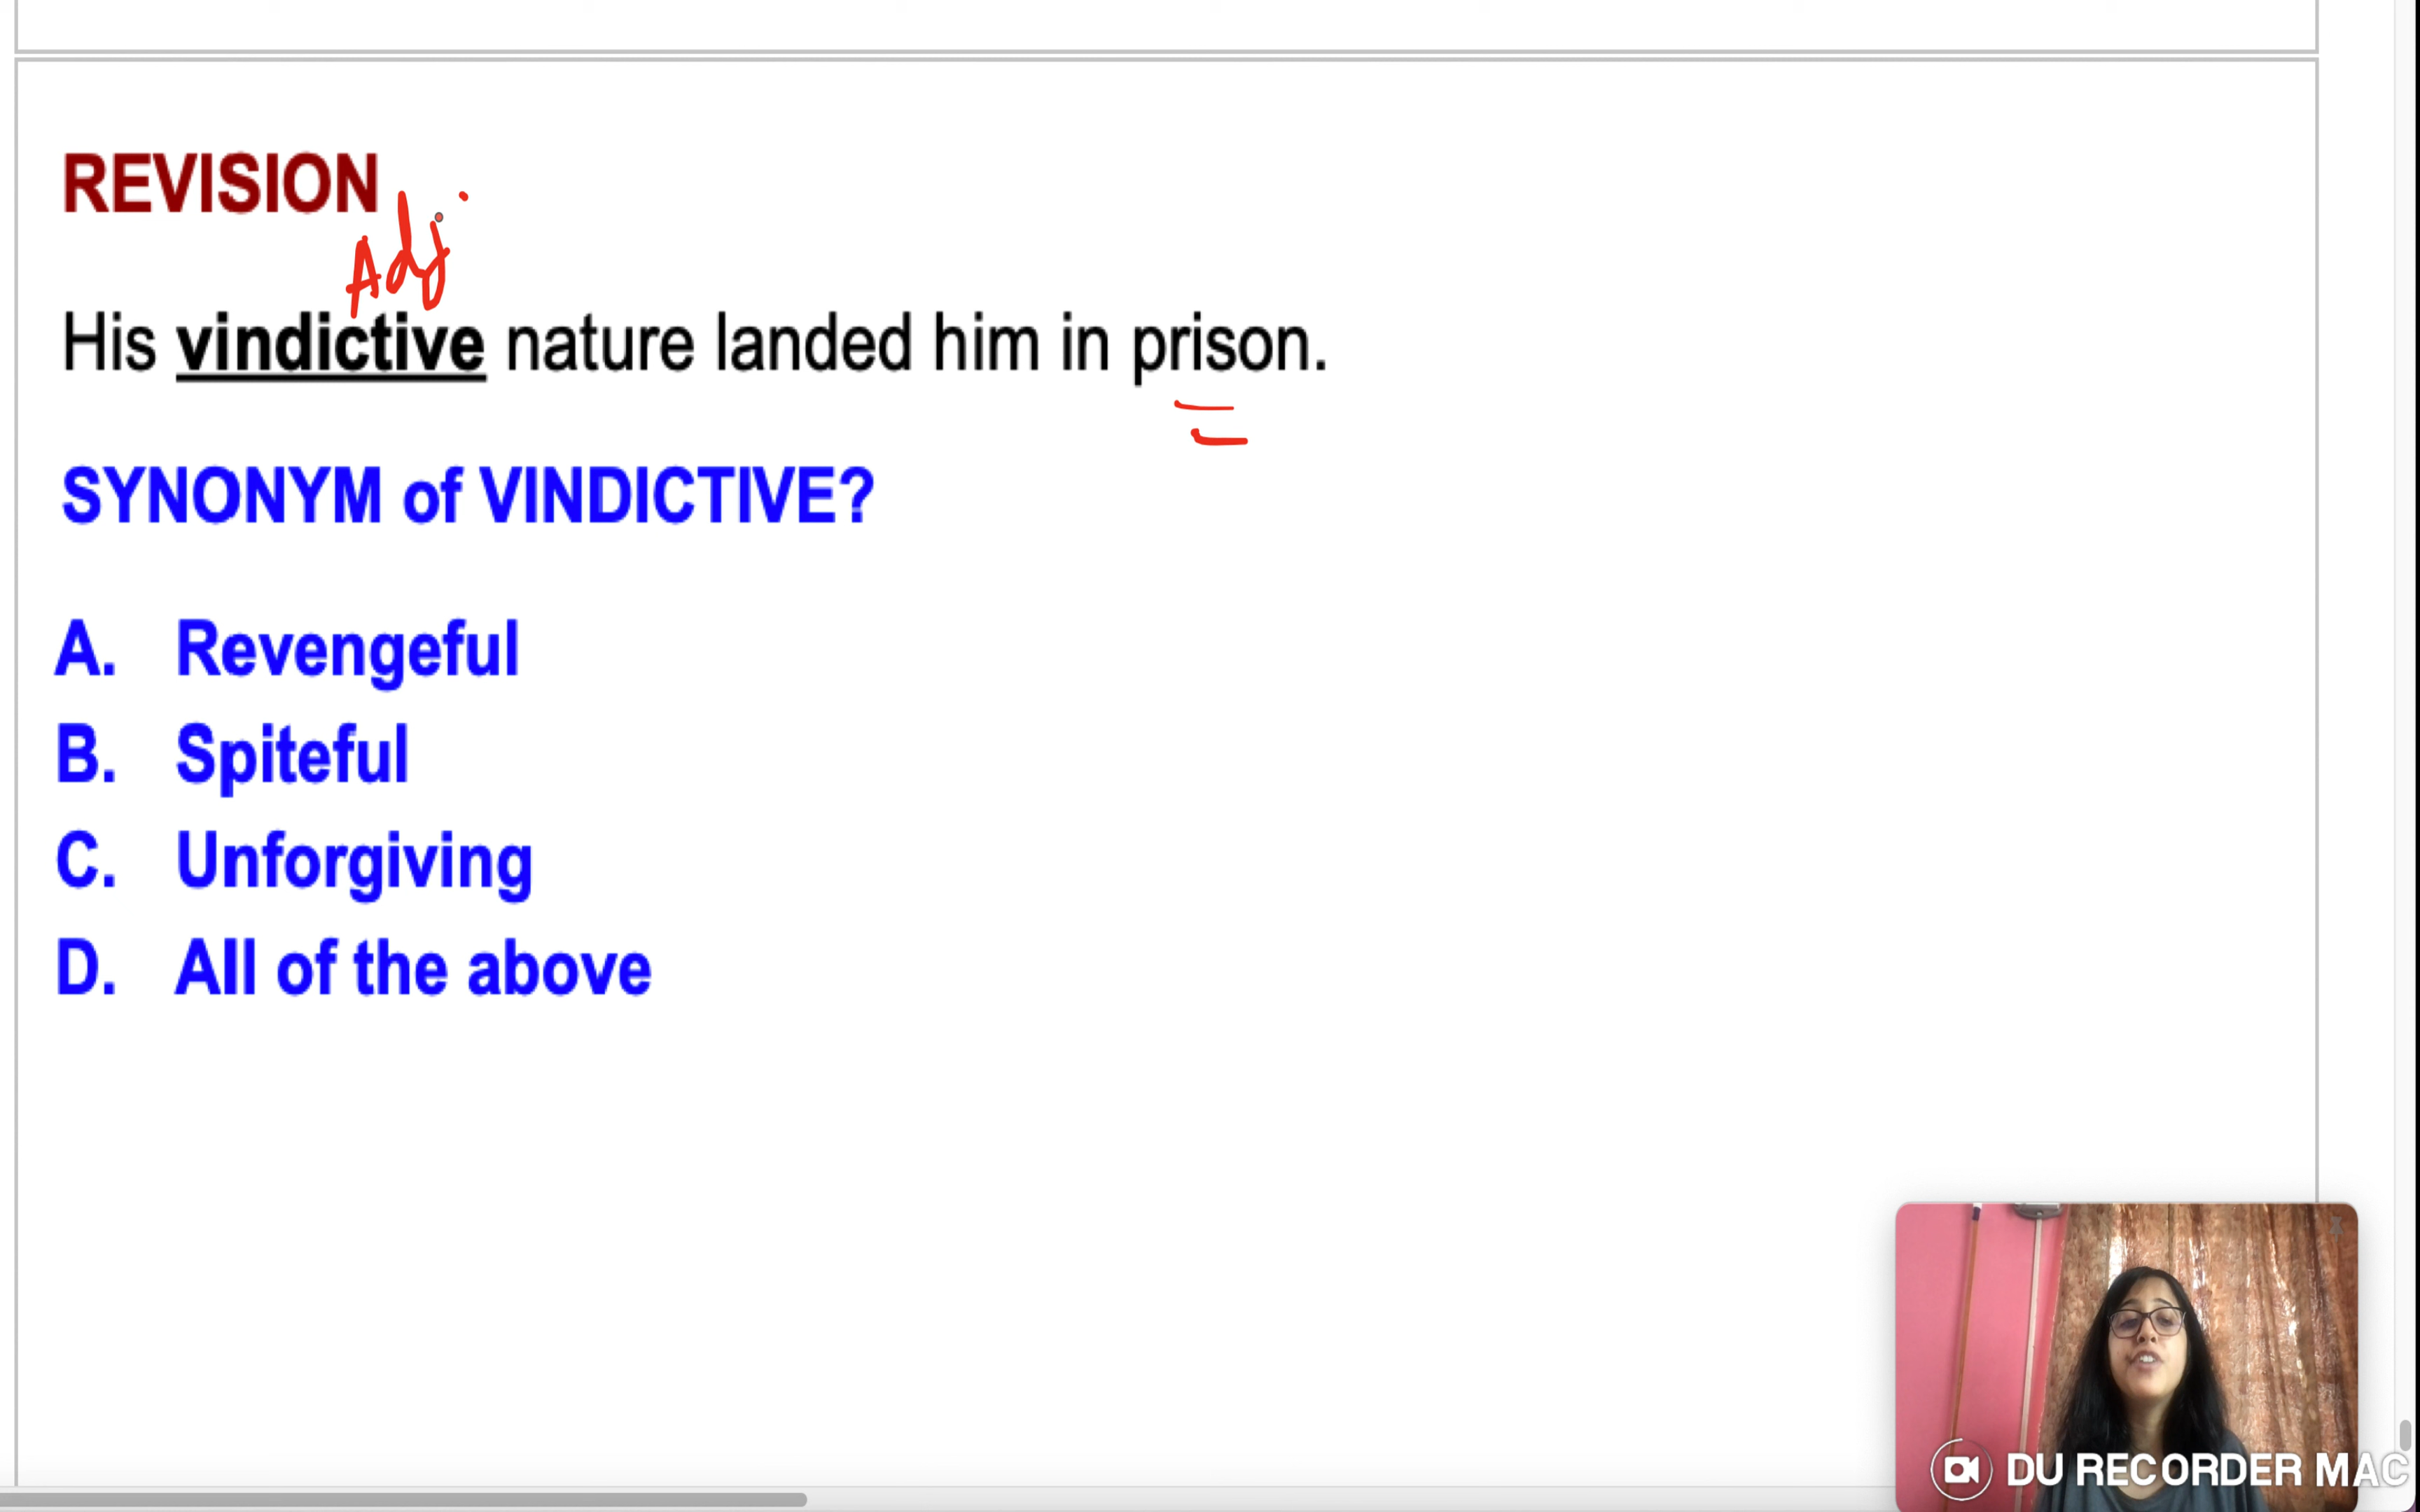 REVISION
Adj.
His vindictive nature landed him in prison.
SYNONYM of VINDICTIVE?
A. Revengeful
B. Spiteful
C. Unforgiving
D. All of the above
DU RECORDER MAC